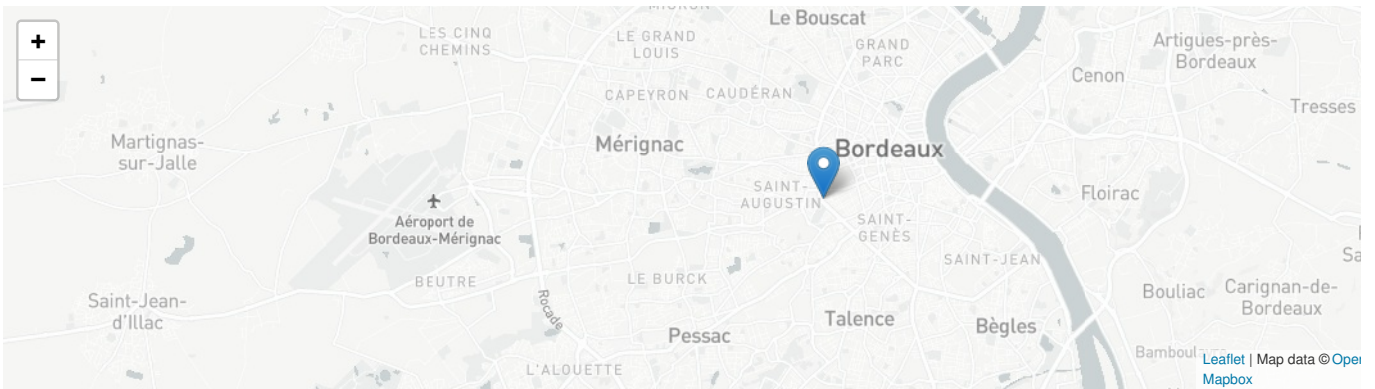 +
−
LES CINQ
CHEMINS
LE GRAND
LOUIS
Le Bouscat
GRAND
PARC
Artigues-près-
Bordeaux
Cenon
Tresses
CAPEYRON
CAUDÉRAN
Martignas-
sur-Jalle
Mérignac
Bordeaux
SAINT-
AUGUSTIN
Floirac
Aéroport de
Bordeaux-Mérignac
SAINT-
GENÈS
SAINT-JEAN
BEUTRE
LE BURCK
Saint-Jean-
d'Illac
Rocade
Bouliac
Carignan-de-
Bordeaux
Talence
Bègles
Pessac
L'ALOUETTE
Leaflet | Map data © Oper
Mapbox